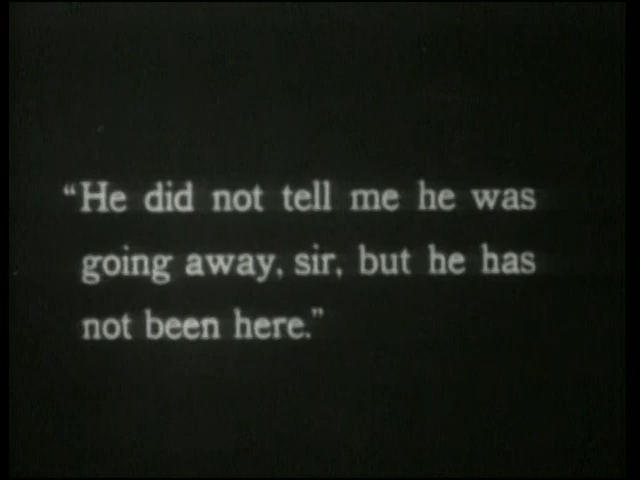 “He did not tell me he was
going away, sir, but he has
not been here.”